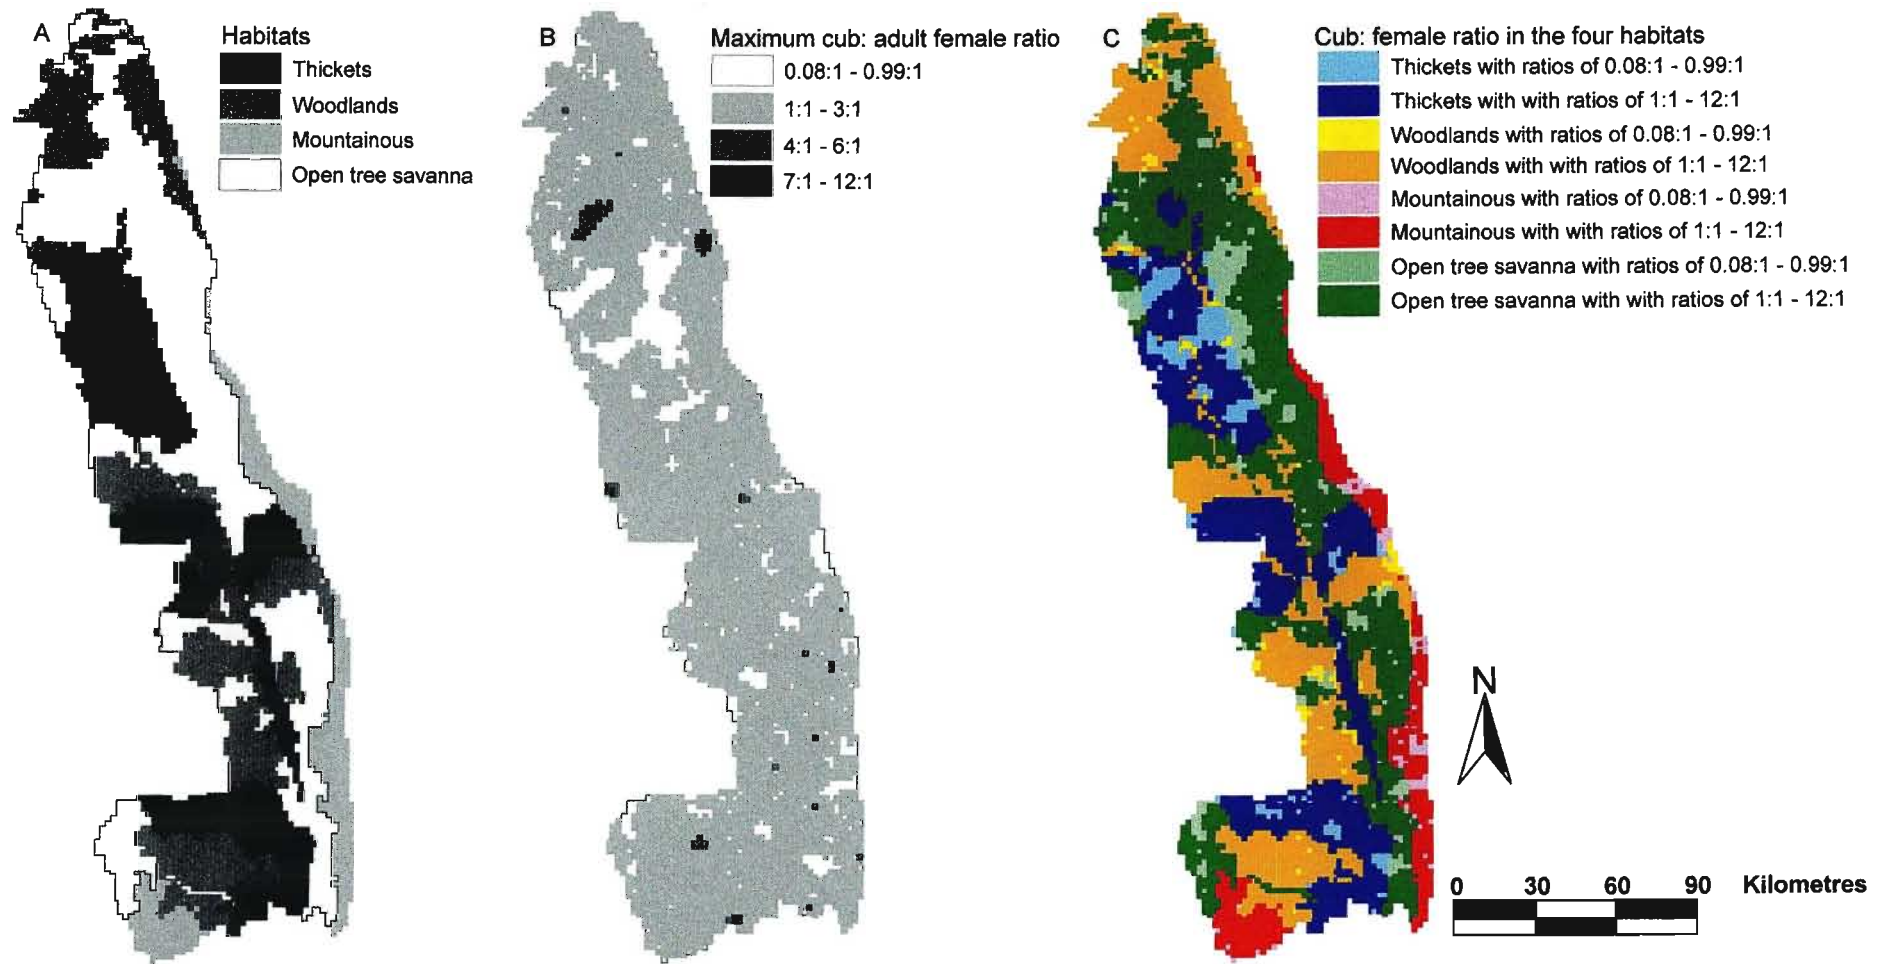 A
Habitats
Thickets
Woodlands
Mountainous
Open tree savanna
B
Maximum cub: adult female ratio
0.08:1 - 0.99:1
1:1 - 3:1
4:1 - 6:1
7:1 - 12:1
C
Cub: female ratio in the four habitats
Thickets with ratios of 0.08:1 - 0.99:1
Thickets with with ratios of 1:1 - 12:1
Woodlands with ratios of 0.08:1 - 0.99:1
Woodlands with with ratios of 1:1 - 12:1
Mountainous with ratios of 0.08:1 - 0.99:1
Mountainous with with ratios of 1:1 - 12:1
Open tree savanna with ratios of 0.08:1 - 0.99:1
Open tree savanna with with ratios of 1:1 - 12:1
N
0 30 60 90 Kilometres